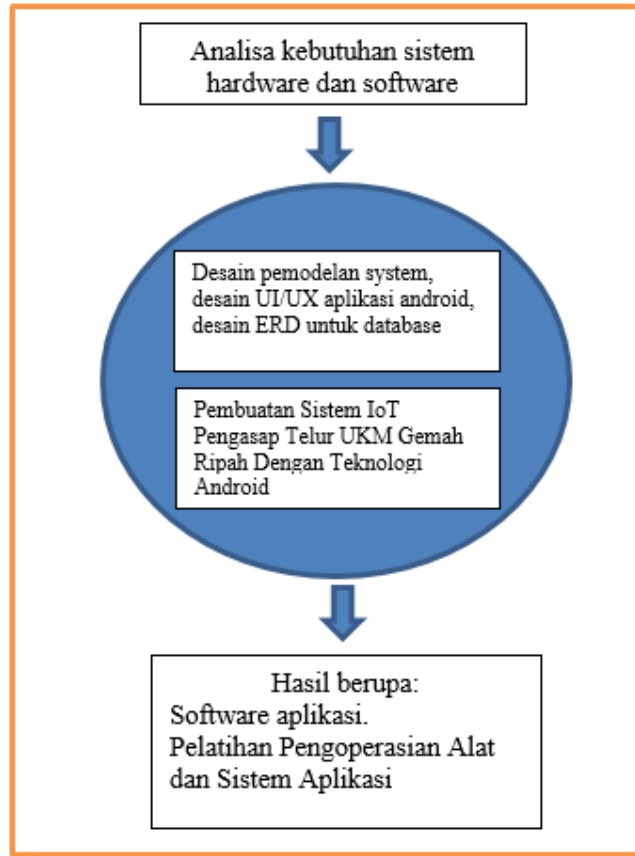 Analisa kebutuhan sistem
hardware dan software
Desain pemodelan system,
desain UI/UX aplikasi android,
desain ERD untuk database
Pembuatan Sistem IoT
Pengasap Telur UKM Gemah
Ripah Dengan Teknologi
Android
Hasil berupa:
Software aplikasi.
Pelatihan Pengoperasian Alat
dan Sistem Aplikasi